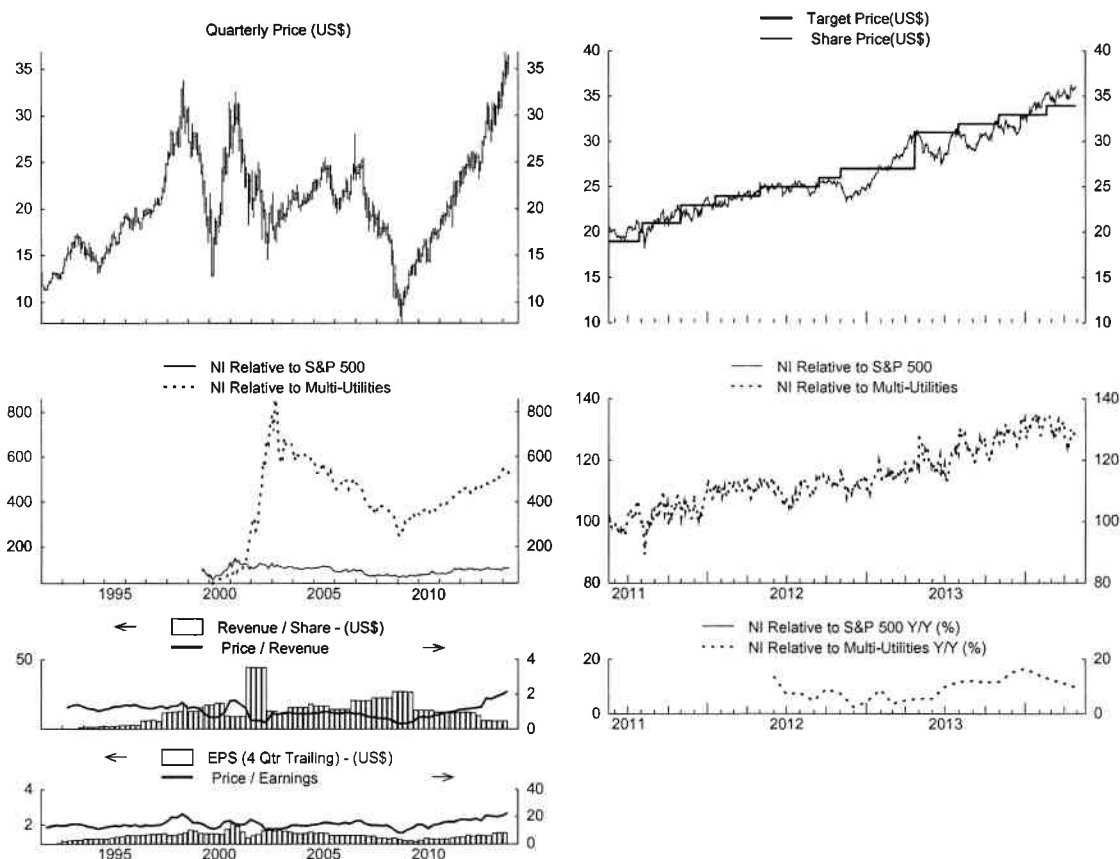 Quarterly Price (US$)
35 35
30 30
25 25
20 20
15 15
10 10
NI Relative to S&P 500
NI Relative to Multi-Utilities
800 800
600 600
400 400
200 200
1995 2000 2005 2010
← Revenue / Share - (US$)
Price / Revenue →
50 4
2
1
0
← EPS (4 Qtr Trailing) - (US$)
Price / Earnings →
4 40
2 20
0
1995 2000 2005 2010
Target Price(US$)
Share Price(US$)
40 40
35 35
30 30
25 25
20 20
15 15
10 10
NI Relative to S&P 500
NI Relative to Multi-Utilities
140 140
120 120
100 100
80 80
2011 2012 2013
NI Relative to S&P 500 Y/Y (%)
NI Relative to Multi-Utilities Y/Y (%)
20 20
0 0
2011 2012 2013